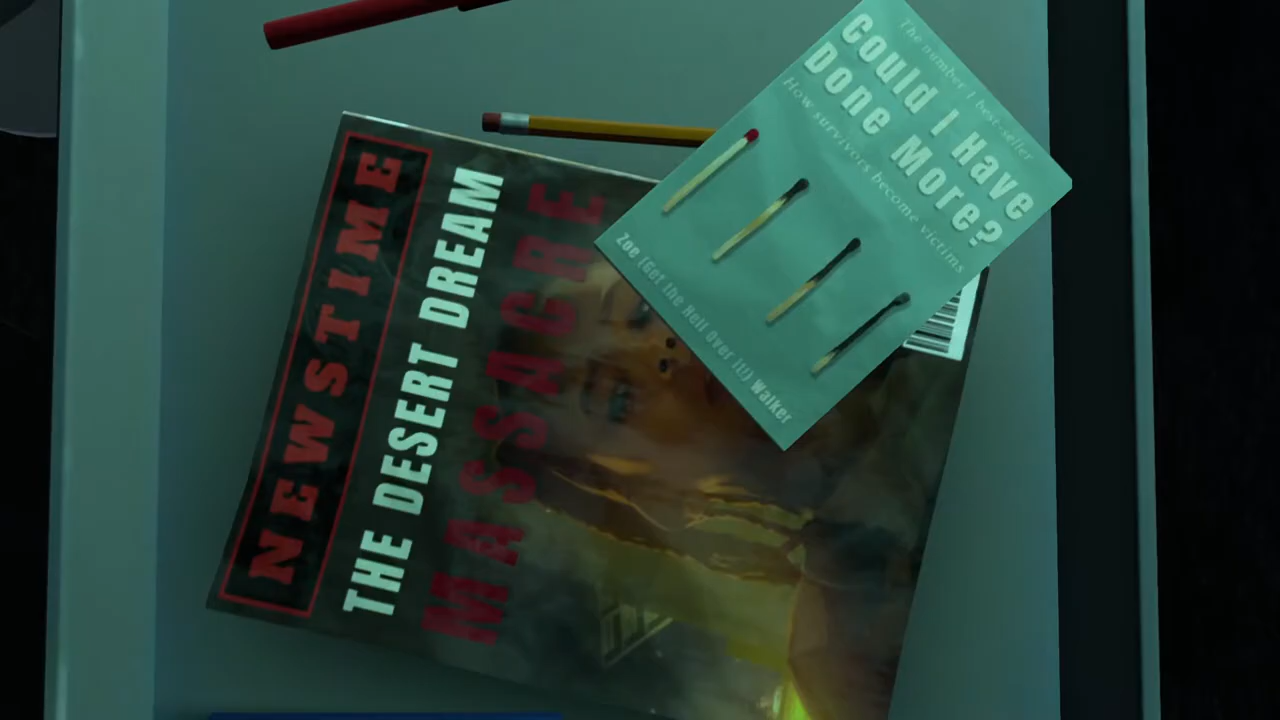 NEWSTIME
THE DESERT DREAM
MASSACRE
The number 1 best-seller
Could I Have
Done More?
How survivors become victims
Zoe (Get the Hell over it!) Walker